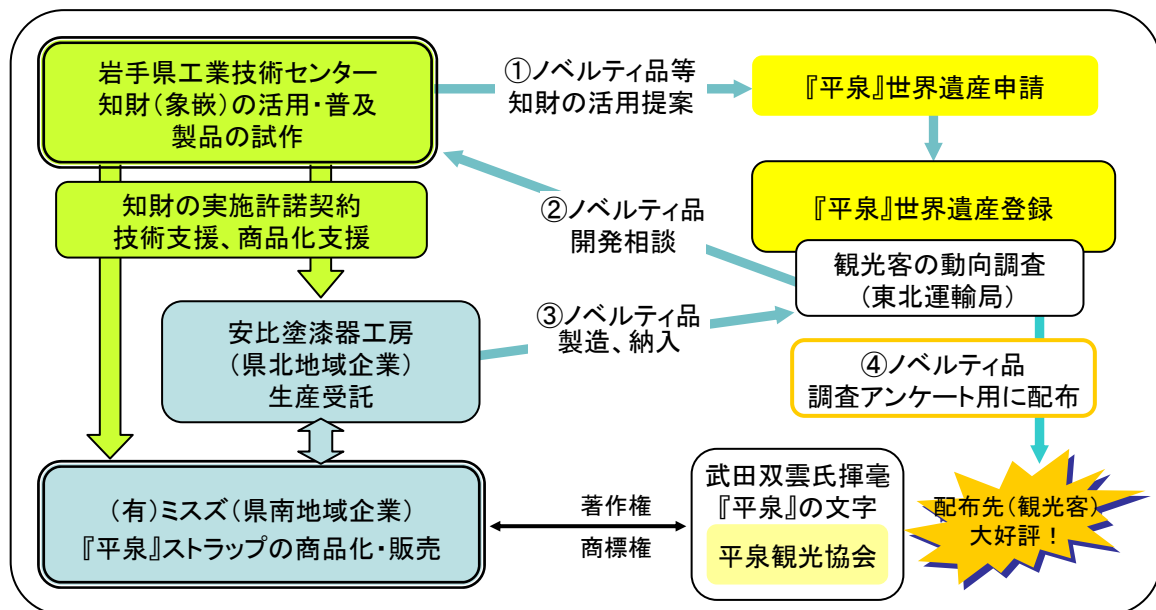 岩手県工業技術センター
知財(象嵌)の活用・普及
製品の試作
①ノベルティ品等
知財の活用提案
『平泉』世界遺産申請
知財の実施許諾契約
技術支援、商品化支援
②ノベルティ品
開発相談
『平泉』世界遺産登録
観光客の動向調査
(東北運輸局)
安比塗漆器工房
(県北地域企業)
生産受託
③ノベルティ品
製造、納入
④ノベルティ品
調査アンケート用に配布
(有)ミスズ(県南地域企業)
『平泉』ストラップの商品化・販売
著作権
商標権
武田双雲氏揮毫
『平泉』の文字
平泉観光協会
配布先(観光客)
大好評！